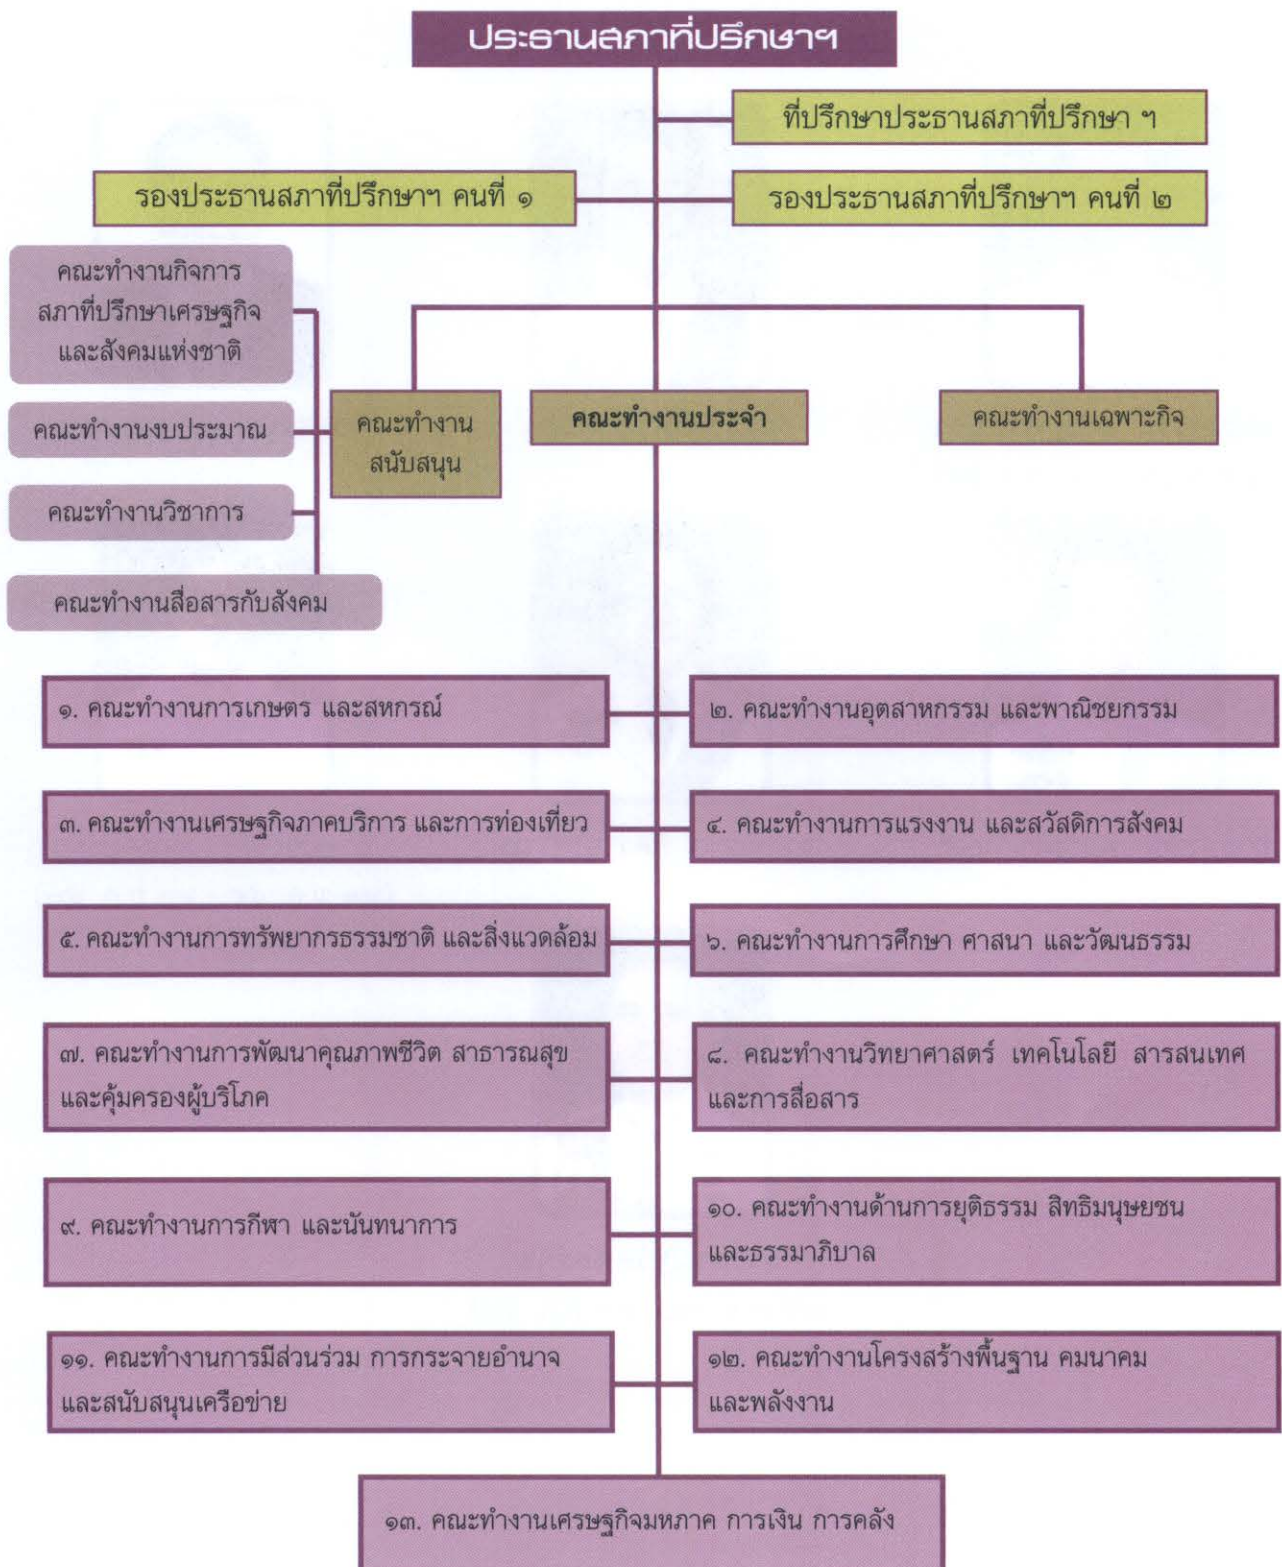 ประธานสภาที่ปรึกษาฯ
ที่ปรึกษาประธานสภาที่ปรึกษา ฯ
รองประธานสภาที่ปรึกษาฯ คนที่ ๑
รองประธานสภาที่ปรึกษาฯ คนที่ ๒
คณะทำงานกิจการ
สภาที่ปรึกษาเศรษฐกิจ
และสังคมแห่งชาติ
คณะทำงานงบประมาณ
คณะทำงานวิชาการ
คณะทำงานสื่อสารกับสังคม
คณะทำงาน
สนับสนุน
คณะทำงานประจำ
คณะทำงานเฉพาะกิจ
๑. คณะทำงานการเกษตร และสหกรณ์
๒. คณะทำงานอุตสาหกรรม และพาณิชยกรรม
๓. คณะทำงานเศรษฐกิจภาคบริการ และการท่องเที่ยว
๔. คณะทำงานการแรงงาน และสวัสดิการสังคม
๕. คณะทำงานการทรัพยากรธรรมชาติ และสิ่งแวดล้อม
๖. คณะทำงานการศึกษา ศาสนา และวัฒนธรรม
๗. คณะทำงานการพัฒนาคุณภาพชีวิต สาธารณสุข
และคุ้มครองผู้บริโภค
๘. คณะทำงานวิทยาศาสตร์ เทคโนโลยี สารสนเทศ
และการสื่อสาร
๙. คณะทำงานการกีฬา และนันทนาการ
๑๐. คณะทำงานด้านการยุติธรรม สิทธิมนุษยชน
และธรรมาภิบาล
๑๑. คณะทำงานการมีส่วนร่วม การกระจายอำนาจ
และสนับสนุนเครือข่าย
๑๒. คณะทำงานโครงสร้างพื้นฐาน คมนาคม
และพลังงาน
๑๓. คณะทำงานเศรษฐกิจมหภาค การเงิน การคลัง